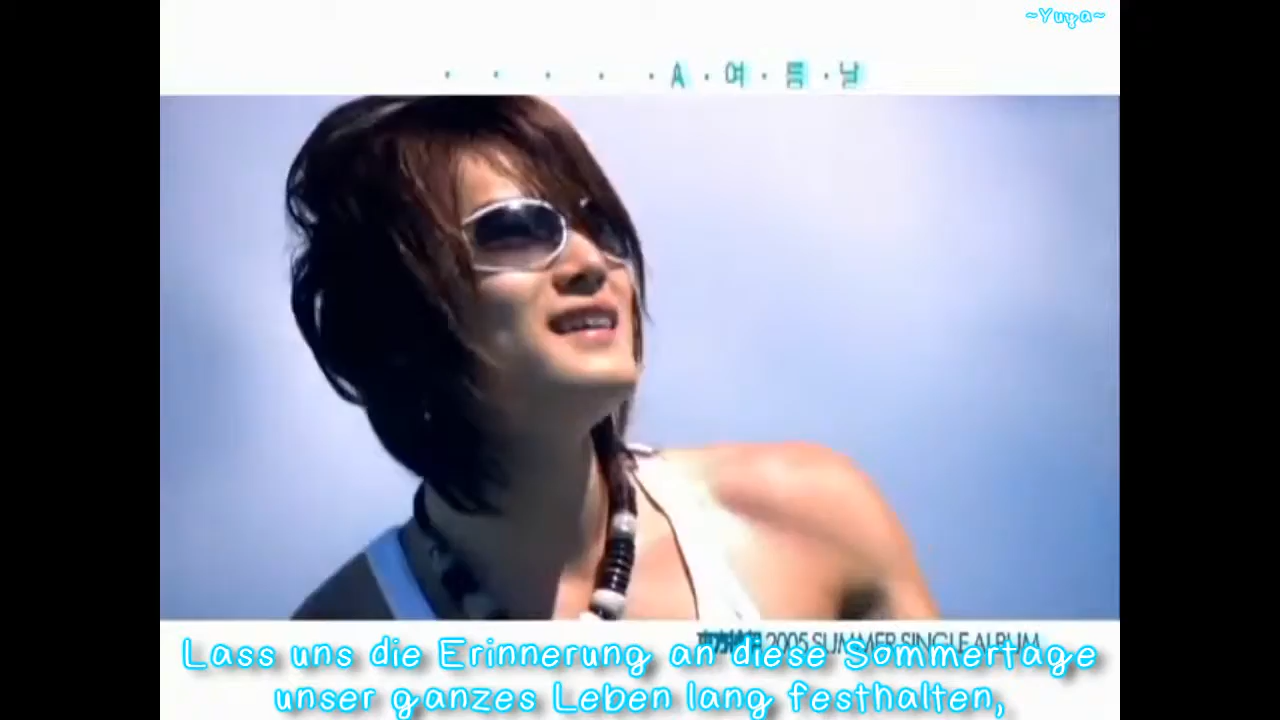 ~Yuya~
· · · · · A · 여 · 름 · 날
2005 SUMMER SINGLE ALBUM
Lass uns die Erinnerung an diese Sommertage
unser ganzes Leben lang festhalten,